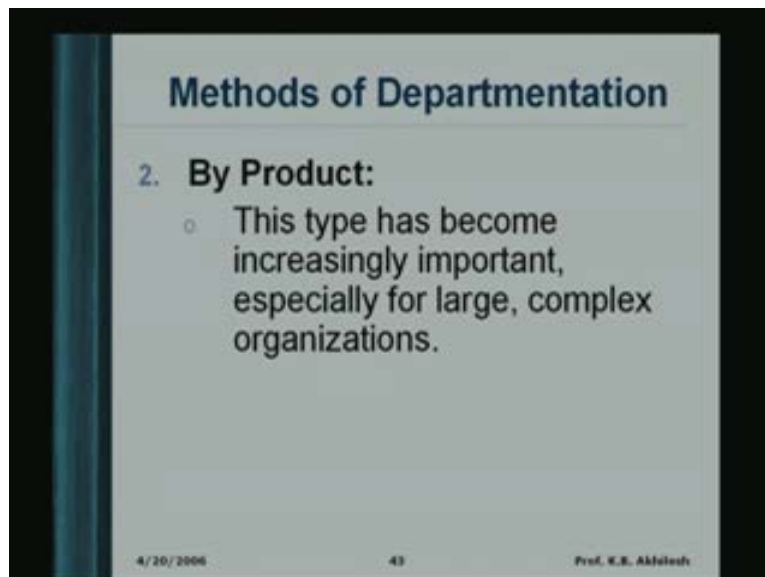 Methods of Departmentation
2. By Product:
o This type has become
increasingly important,
especially for large, complex
organizations.
4/20/2006 43 Prof. K.B. Akhilesh